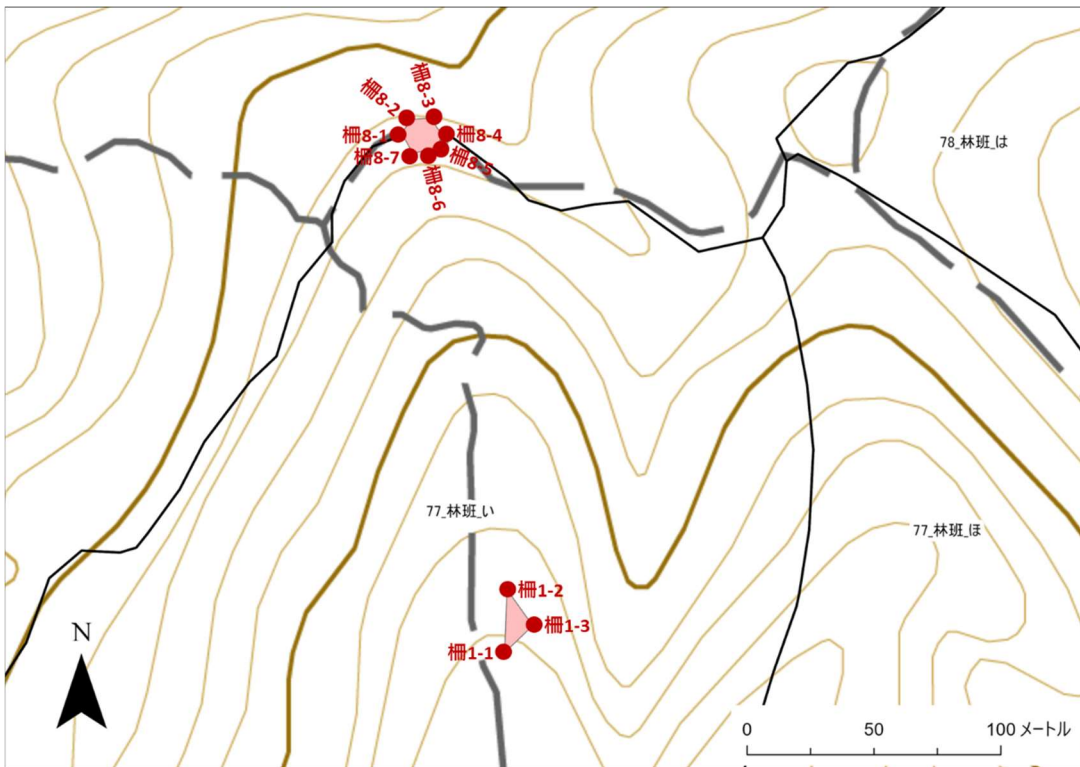 柵8-3
柵8-2
柵8-1
柵8-4
柵8-7
柵8-5
柵8-6
78_林班_は
77_林班_い
77_林班_ほ
柵1-2
柵1-3
柵1-1
N
0 50 100 メートル